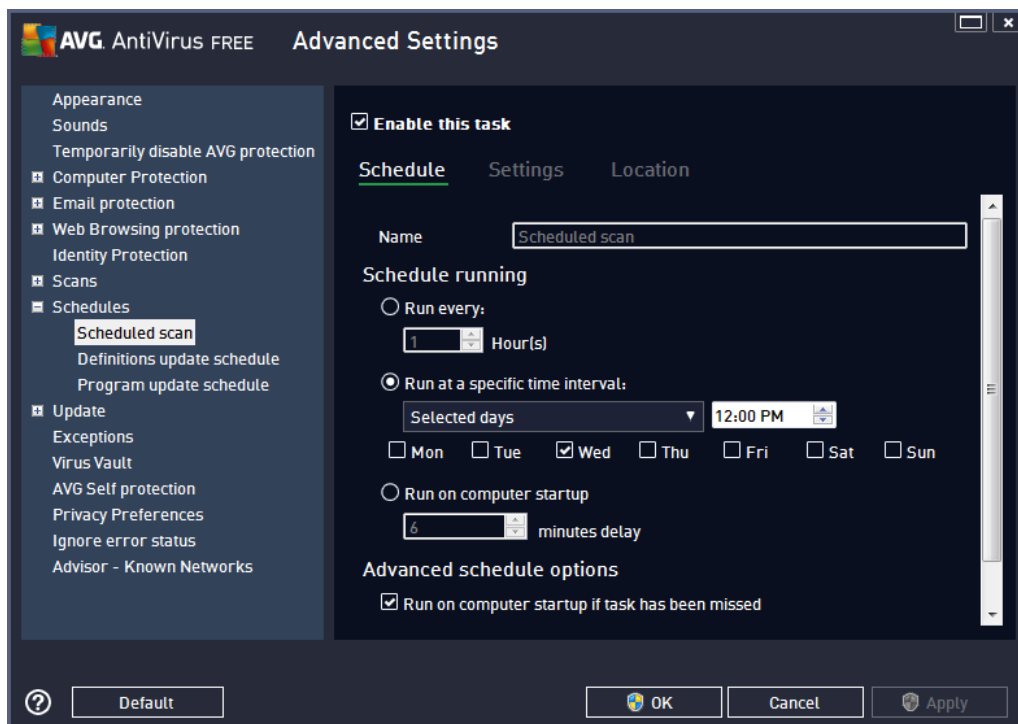 AVG. AntiVirus FREE Advanced Settings
Appearance
Sounds
Temporarily disable AVG protection
Computer Protection
Email protection
Web Browsing protection
Identity Protection
Scans
Schedules
Scheduled scan
Definitions update schedule
Program update schedule
Update
Exceptions
Virus Vault
AVG Self protection
Privacy Preferences
Ignore error status
Advisor - Known Networks
Enable this task
Schedule Settings Location
Name Scheduled scan
Schedule running
Run every:
1 Hour(s)
Run at a specific time interval:
Selected days 12:00 PM
Mon Tue Wed Thu Fri Sat Sun
Run on computer startup
6 minutes delay
Advanced schedule options
Run on computer startup if task has been missed
? Default OK Cancel Apply